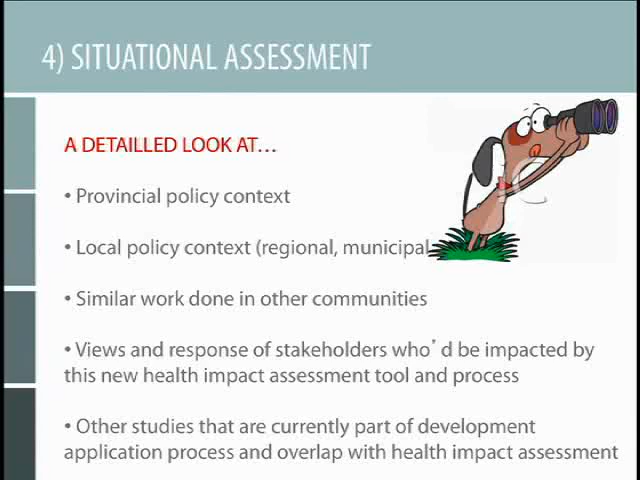 4) SITUATIONAL ASSESSMENT
A DETAILLED LOOK AT…
• Provincial policy context
• Local policy context (regional, municipal
• Similar work done in other communities
• Views and response of stakeholders who’d be impacted by
this new health impact assessment tool and process
• Other studies that are currently part of development
application process and overlap with health impact assessment